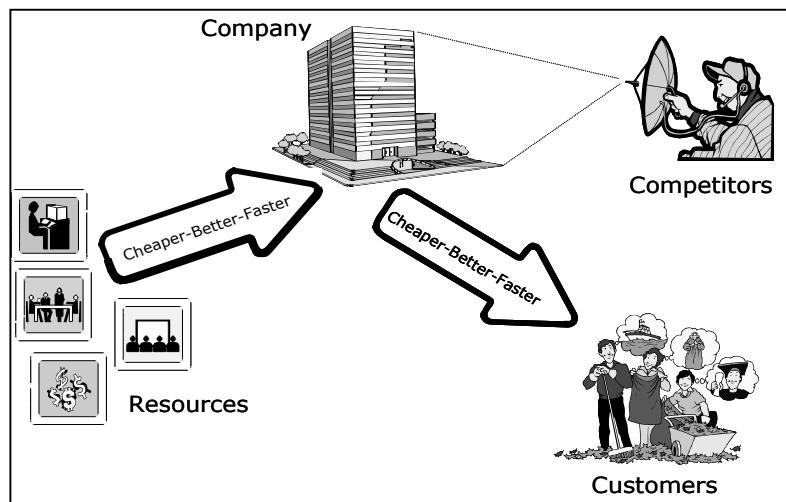 Company
Competitors
Cheaper-Better-Faster
Cheaper-Better-Faster
Resources
Customers